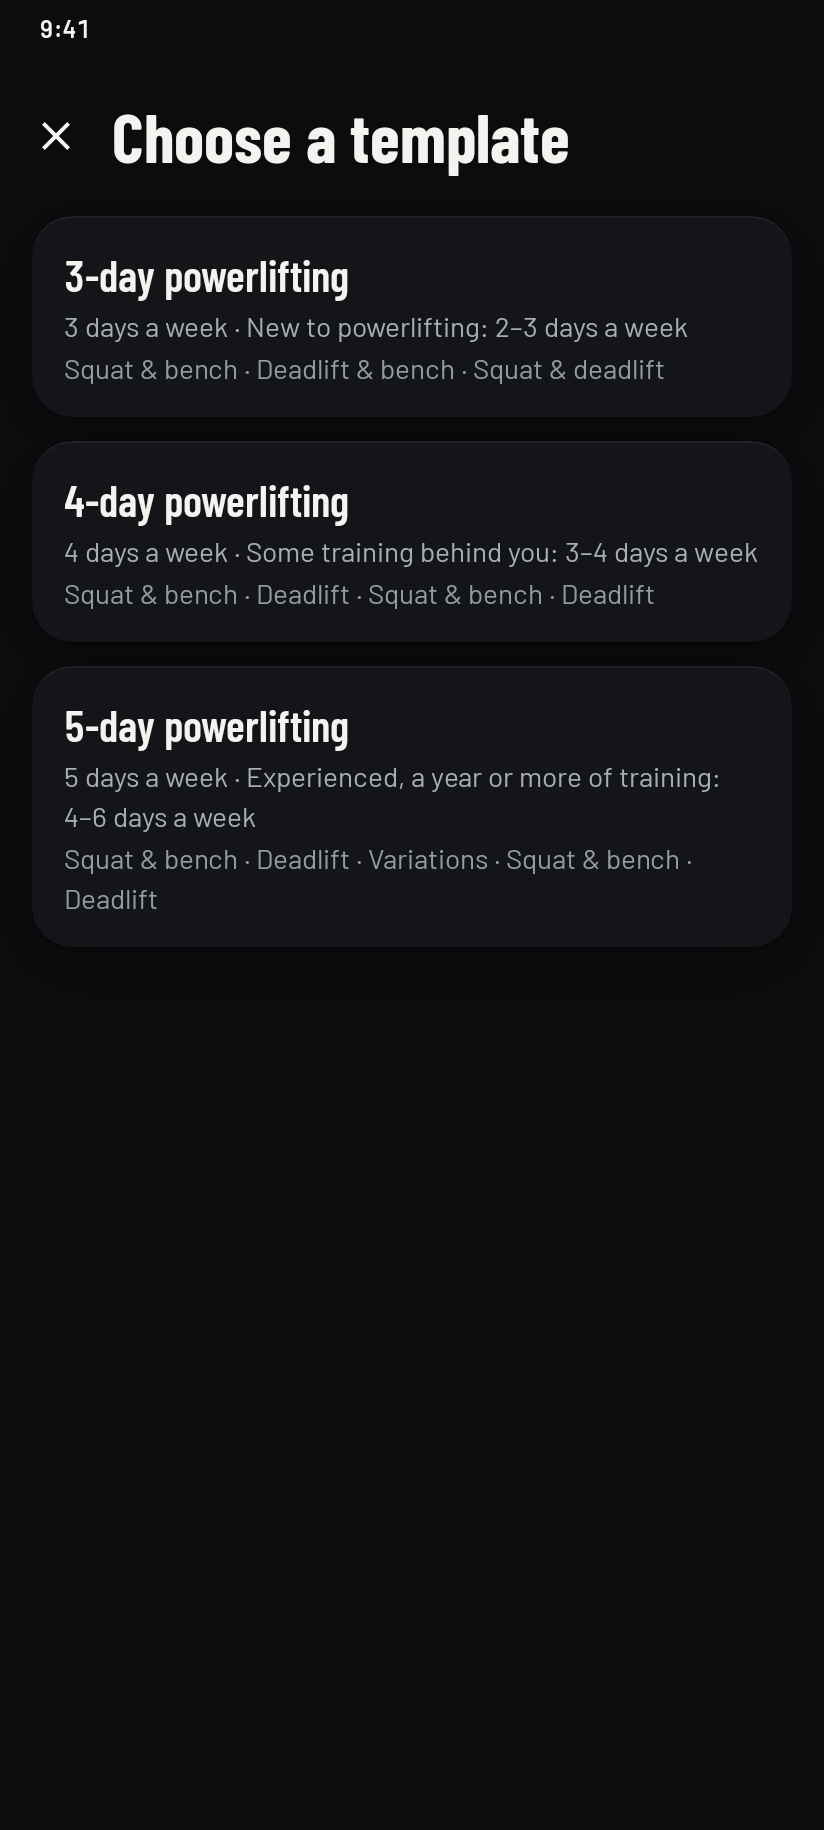 9:41
Choose a template
3-day powerlifting
3 days a week · New to powerlifting: 2–3 days a week
Squat & bench · Deadlift & bench · Squat & deadlift
4-day powerlifting
4 days a week · Some training behind you: 3–4 days a week
Squat & bench · Deadlift · Squat & bench · Deadlift
5-day powerlifting
5 days a week · Experienced, a year or more of training:
4–6 days a week
Squat & bench · Deadlift · Variations · Squat & bench ·
Deadlift